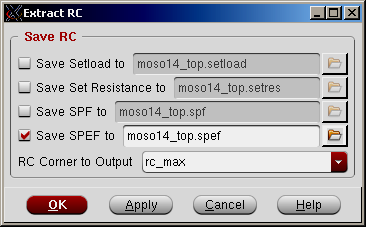 Extract RC
Save RC
Save Setload to moso14_top.setload
Save Set Resistance to moso14_top.setres
Save SPF to moso14_top.spf
Save SPEF to moso14_top.spef
RC Corner to Output rc_max
OK Apply Cancel Help